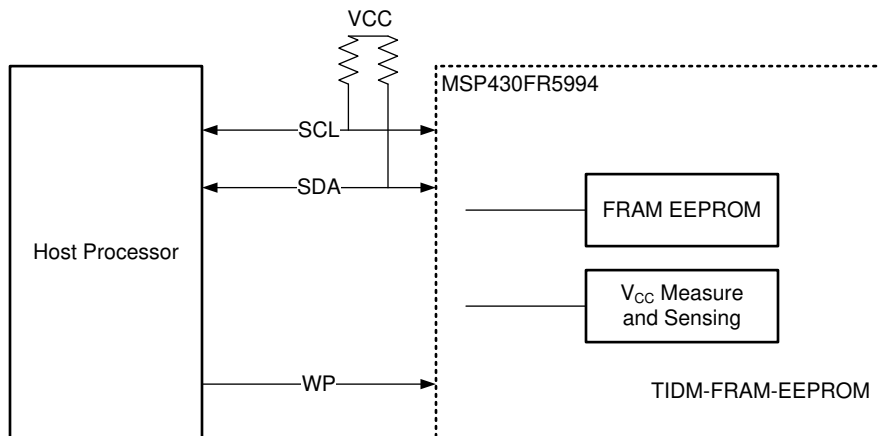 VCC
MSP430FR5994
SCL
SDA
FRAM EEPROM
Host Processor
VCC Measure
and Sensing
WP
TIDM-FRAM-EEPROM